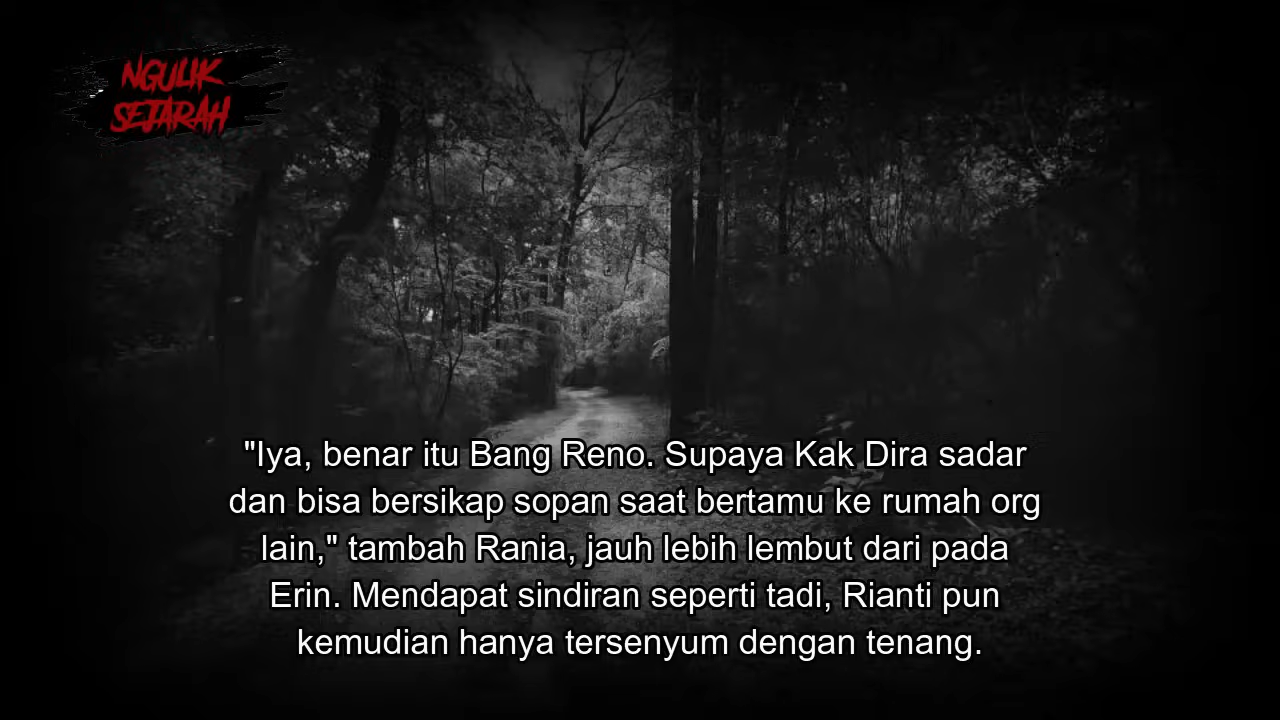 NGULIK
SEJARAH
"Iya, benar itu Bang Reno. Supaya Kak Dira sadar
dan bisa bersikap sopan saat bertamu ke rumah org
lain," tambah Rania, jauh lebih lembut dari pada
Erin. Mendapat sindiran seperti tadi, Rianti pun
kemudian hanya tersenyum dengan tenang.